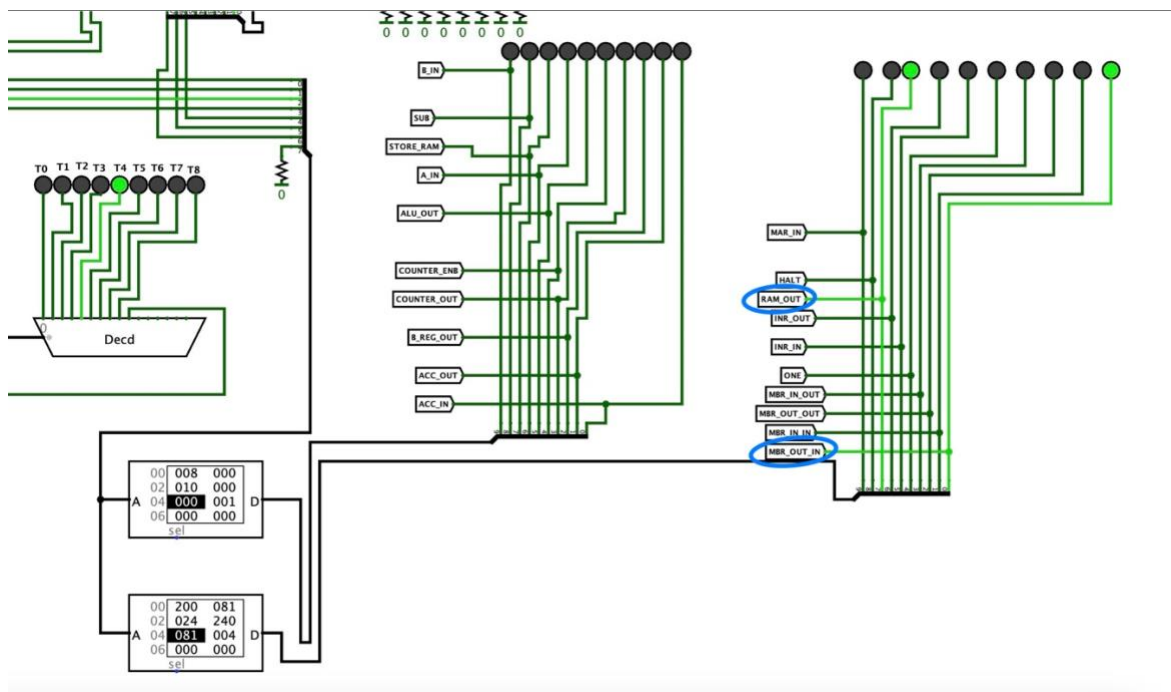 0 0 0 0 0 0 0 0
B_IN
SUB
STORE_RAM
A_IN
ALU_OUT
COUNTER_ENB
COUNTER_OUT
B_REG_OUT
ACC_OUT
ACC_IN
T0 T1 T2 T3 T4 T5 T6 T7 T8
0
0
Decd
MAR_IN
HALT
RAM_OUT
INR_OUT
INR_IN
ONE
MBR_IN_OUT
MBR_OUT_OUT
MBR_IN_IN
MBR_OUT_IN
00 008 000
02 010 000
A 04 000 001 D
06 000 000
sel
00 200 081
02 024 240
A 04 081 004 D
06 000 000
sel